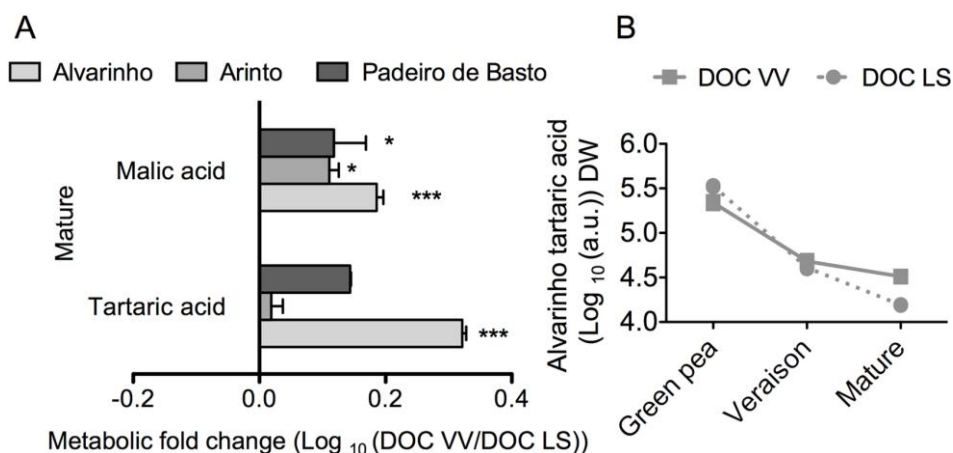 A
Alvarinho Arinto Padeiro de Basto
Mature
Malic acid
*
*
***
Tartaric acid
***
-0.2 0.0 0.2 0.4
Metabolic fold change (Log 10 (DOC VV/DOC LS))
B
DOC VV DOC LS
Alvarinho tartaric acid
(Log 10 (a.u.)) DW
6.0
5.5
5.0
4.5
4.0
Green pea
Veraison
Mature